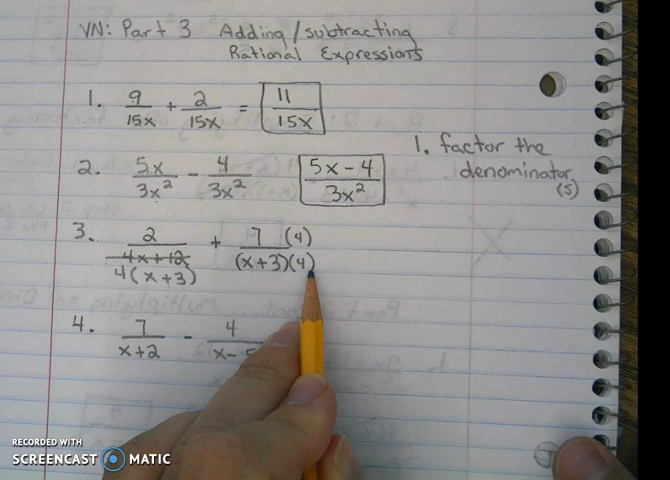 VN: Part 3 Adding/subtracting
Rational Expressions
1. 9/15x + 2/15x = 11/15x
1. factor the
denominator
(s)
2. 5x/3x² - 4/3x² 5x - 4/3x²
3. 2/4x+12 + 7(4)/(x+3)(4)
4(x+3)
4. 7/x+2 - 4/x-5
RECORDED WITH
SCREENCAST MATIC